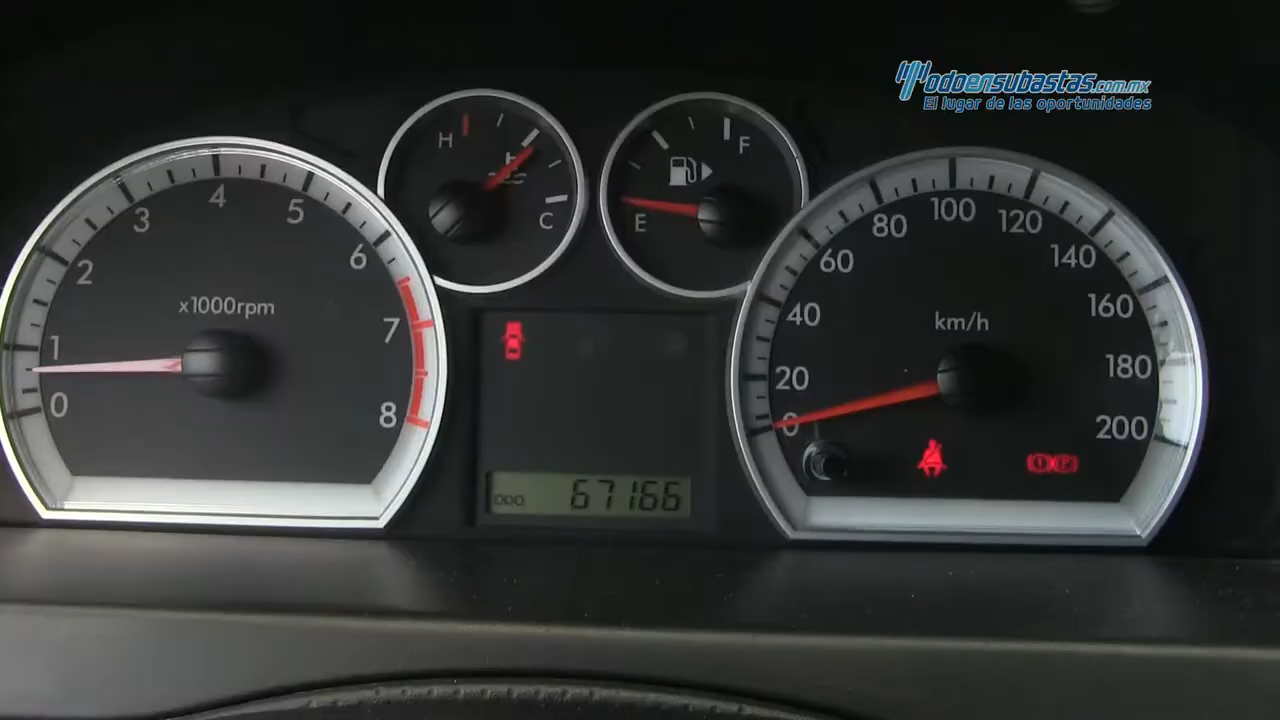 Todoensubastas.com.mx
El lugar de las oportunidades
H
C
F
E
0
1
2
3
4
5
6
7
8
x1000rpm
0
20
40
60
80
100
120
140
160
180
200
km/h
ODO 67166
P